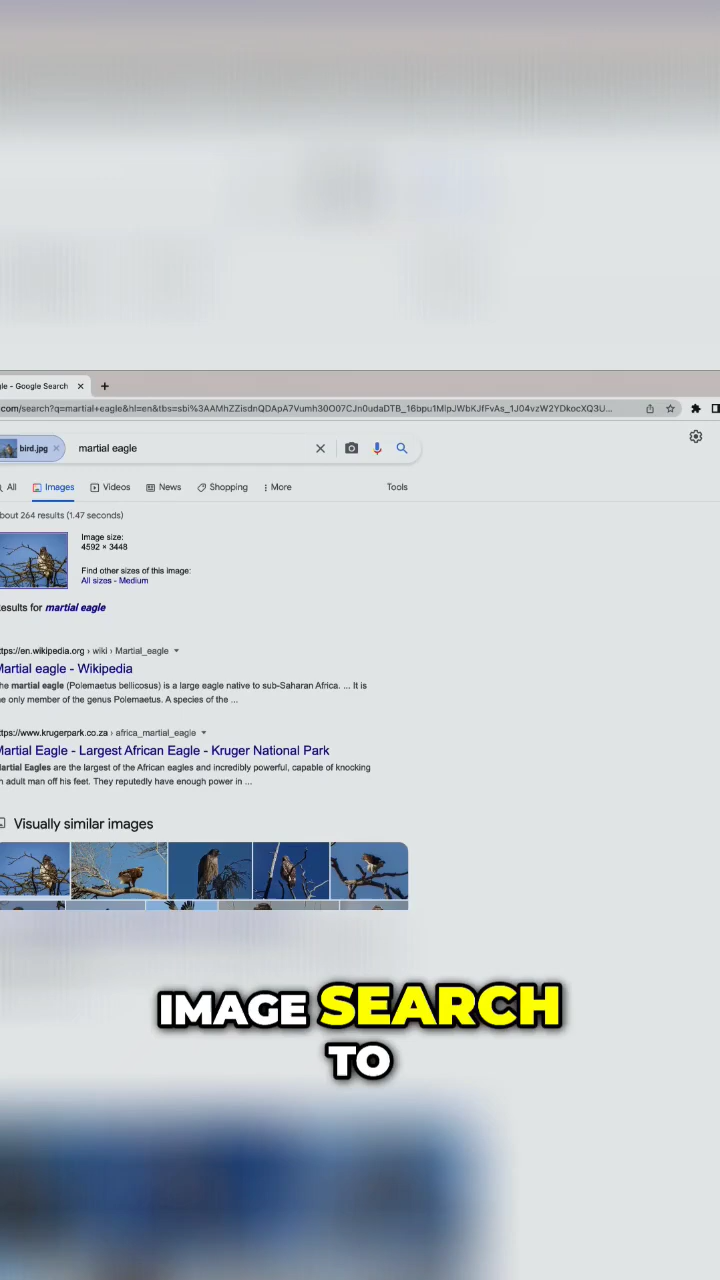 gle - Google Search
.com/search?q=martial+eagle&hl=en&tbs=sbi%3AAMhZZisdnQDApA7Vumh30O07CJn0udaDTB_16bpu1MlpJWbKJfFvAs_1J04vzW2YDkocXQ3U...
bird.jpg martial eagle
All Images Videos News Shopping More Tools
bout 264 results (1.47 seconds)
Image size:
4592 × 3448
Find other sizes of this image:
All sizes - Medium
esults for martial eagle
ttps://en.wikipedia.org › wiki › Martial_eagle
Martial eagle - Wikipedia
he martial eagle (Polemaetus bellicosus) is a large eagle native to sub-Saharan Africa. ... It is
he only member of the genus Polemaetus. A species of the ...
ttps://www.krugerpark.co.za › africa_martial_eagle
Martial Eagle - Largest African Eagle - Kruger National Park
Martial Eagles are the largest of the African eagles and incredibly powerful, capable of knocking
n adult man off his feet. They reputedly have enough power in ...
Visually similar images
IMAGE SEARCH
TO